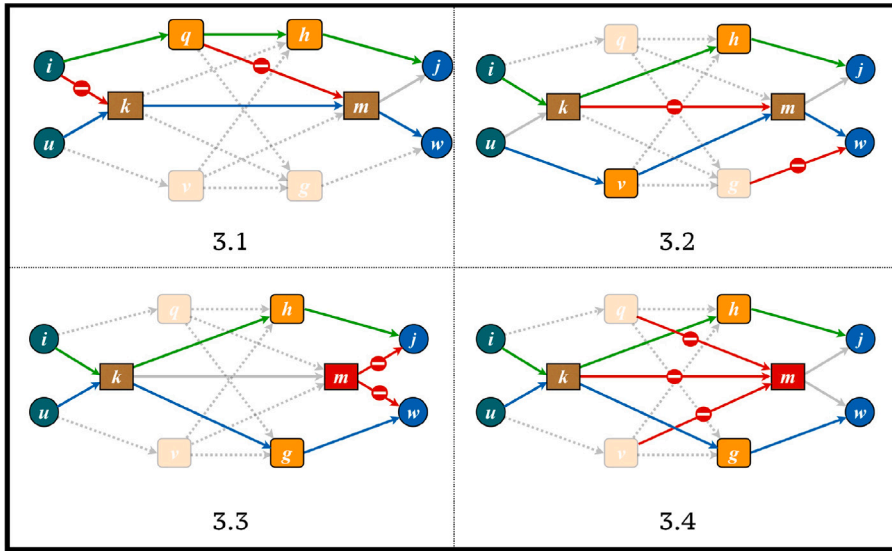 q h
i j
k m
u w
v g
3.1
q h
i j
k m
u w
v g
3.2
q h
i j
k m
u w
v g
3.3
q h
i j
k m
u w
v g
3.4